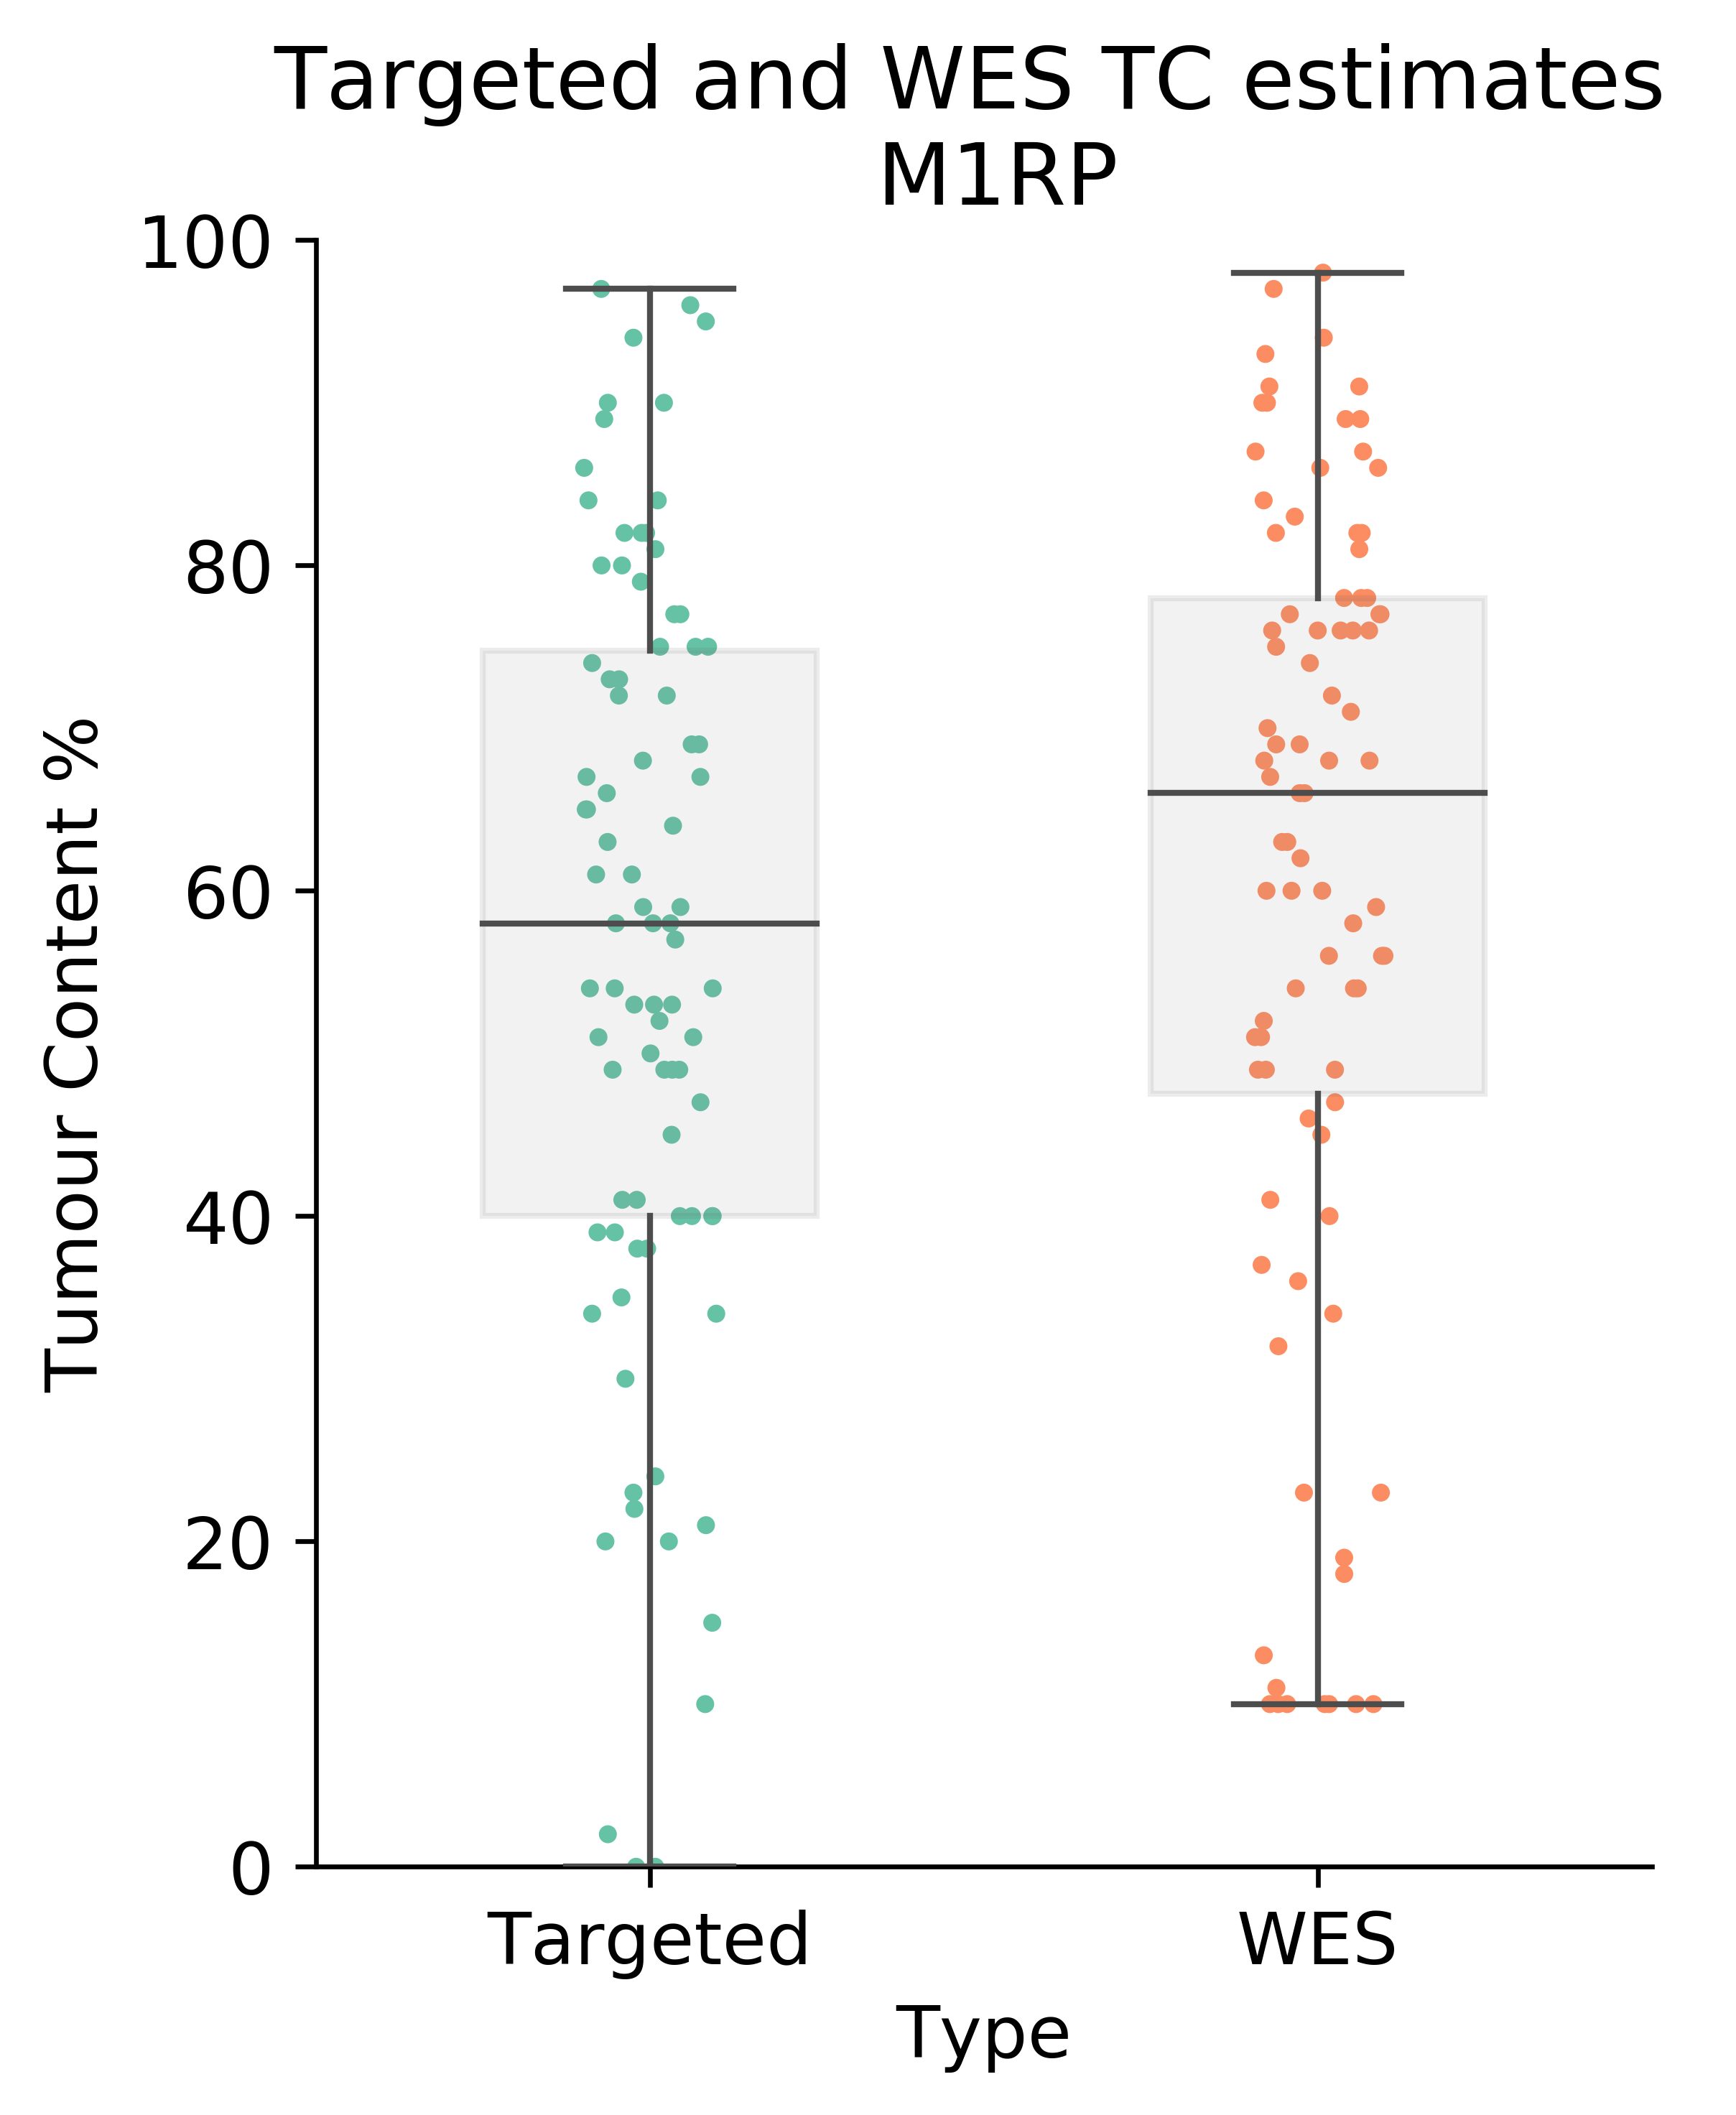 Targeted and WES TC estimates
M1RP
100
80
60
40
20
0
Tumour Content %
Targeted
WES
Type